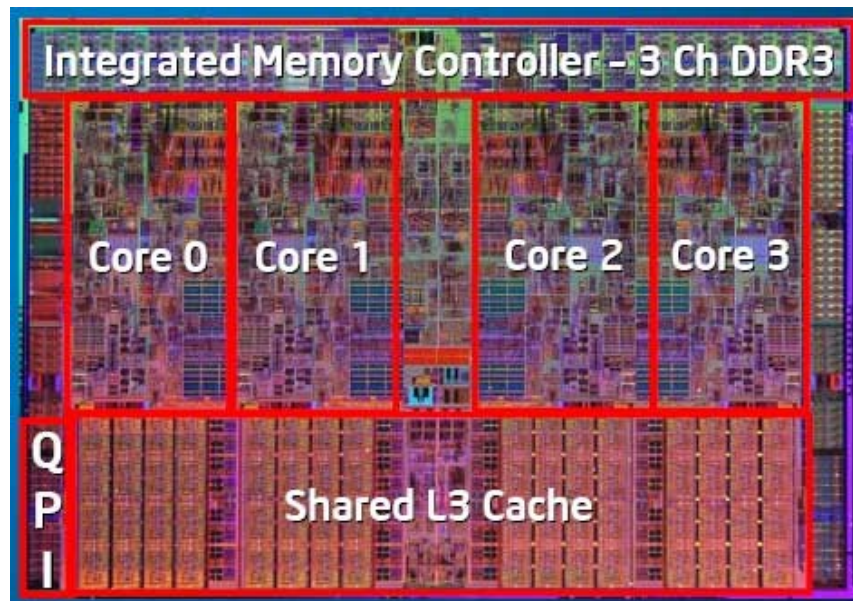 Integrated Memory Controller - 3 Ch DDR3
Core 0
Core 1
Core 2
Core 3
Q
P
I
Shared L3 Cache